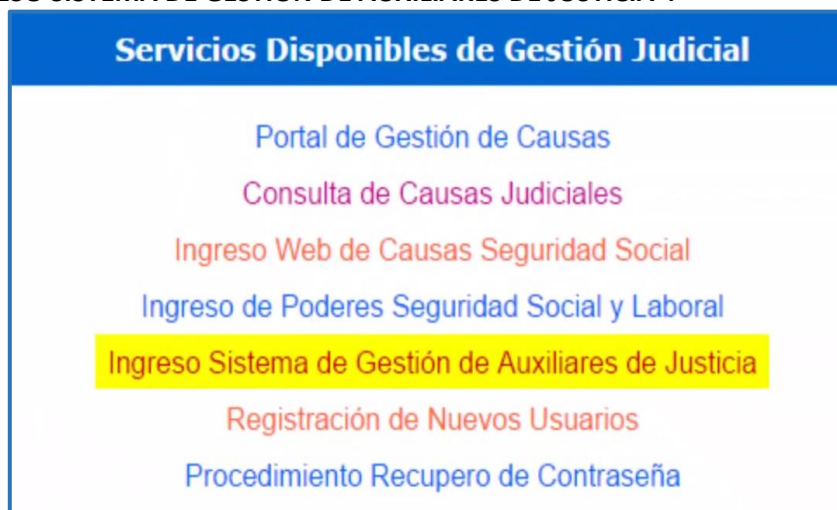 Servicios Disponibles de Gestión Judicial
Portal de Gestión de Causas
Consulta de Causas Judiciales
Ingreso Web de Causas Seguridad Social
Ingreso de Poderes Seguridad Social y Laboral
Ingreso Sistema de Gestión de Auxiliares de Justicia
Registración de Nuevos Usuarios
Procedimiento Recupero de Contraseña